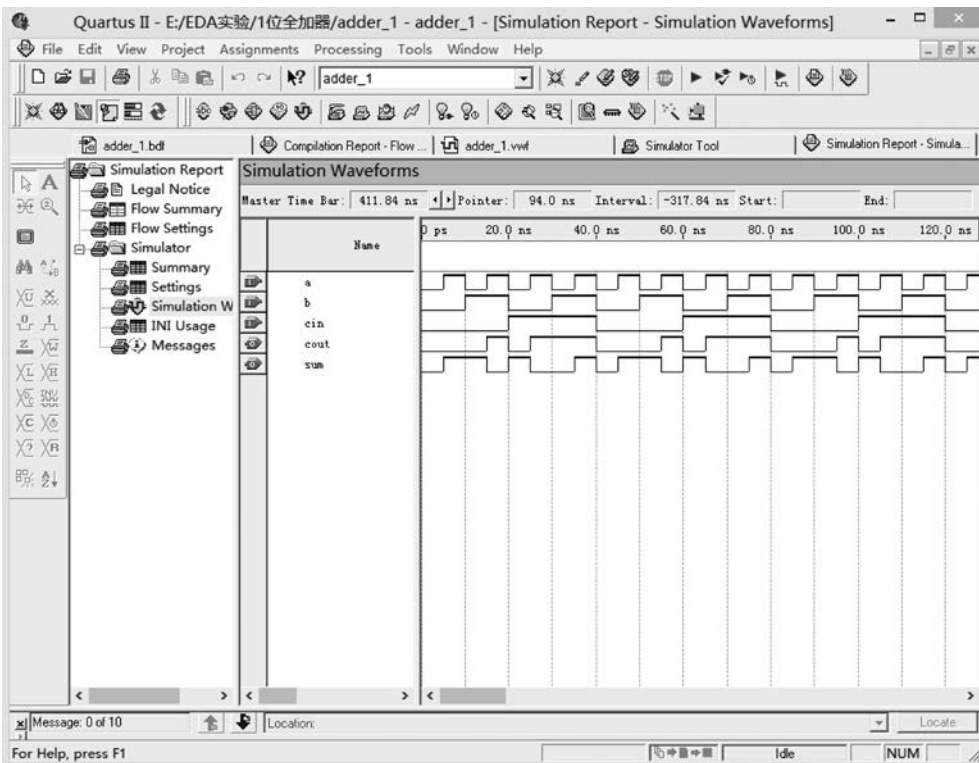 Quartus II - E:/EDA实验/1位全加器/adder_1 - adder_1 - [Simulation Report - Simulation Waveforms]
File Edit View Project Assignments Processing Tools Window Help
adder_1
adder_1.bdf
Compilation Report - Flow ...
adder_1.vwf
Simulator Tool
Simulation Report - Simula...
Simulation Report
Legal Notice
Flow Summary
Flow Settings
Simulator
Summary
Settings
Simulation W
INI Usage
Messages
Simulation Waveforms
Master Time Bar: 411.84 ns Pointer: 94.0 ns Interval: -317.84 ns Start: End:
Name
0 ps 20.0 ns 40.0 ns 60.0 ns 80.0 ns 100.0 ns 120.0 ns
a
b
cin
cout
sum
Message: 0 of 10
Location:
Locate
For Help, press F1
Idle
NUM